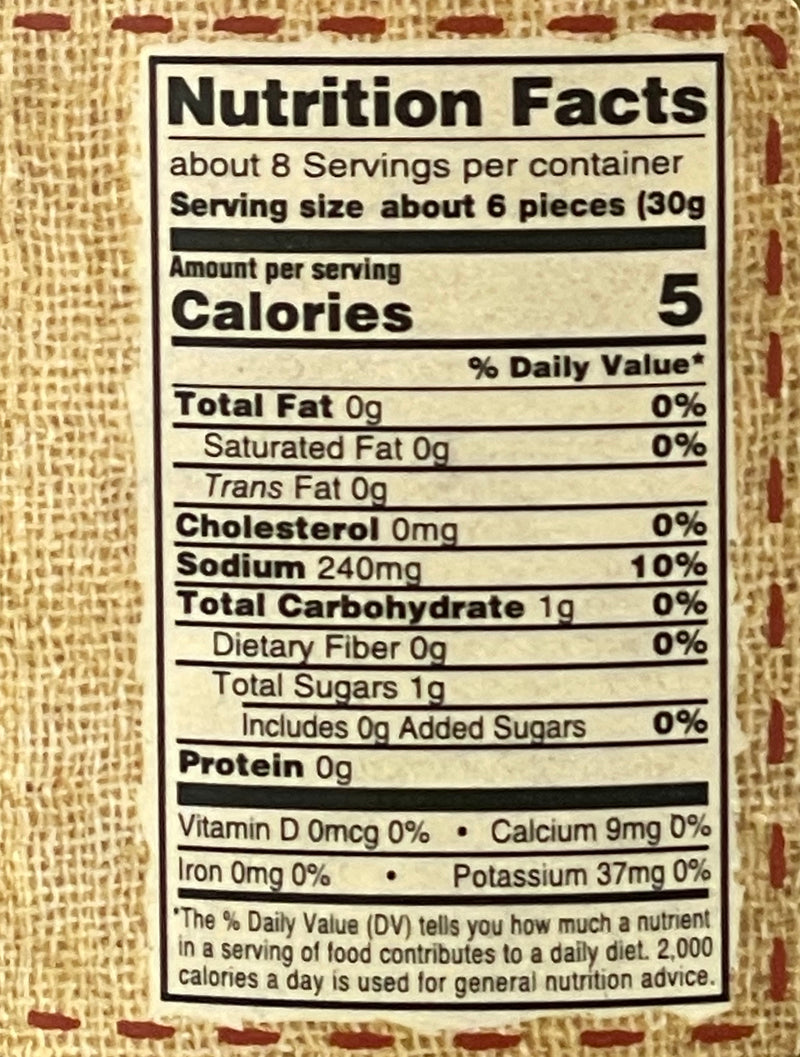 Nutrition Facts
about 8 Servings per container
Serving size about 6 pieces (30g
Amount per serving
Calories 5
% Daily Value*
Total Fat 0g 0%
Saturated Fat 0g 0%
Trans Fat 0g
Cholesterol 0mg 0%
Sodium 240mg 10%
Total Carbohydrate 1g 0%
Dietary Fiber 0g 0%
Total Sugars 1g
Includes 0g Added Sugars 0%
Protein 0g
Vitamin D 0mcg 0% • Calcium 9mg 0%
Iron 0mg 0% • Potassium 37mg 0%
*The % Daily Value (DV) tells you how much a nutrient
in a serving of food contributes to a daily diet. 2,000
calories a day is used for general nutrition advice.